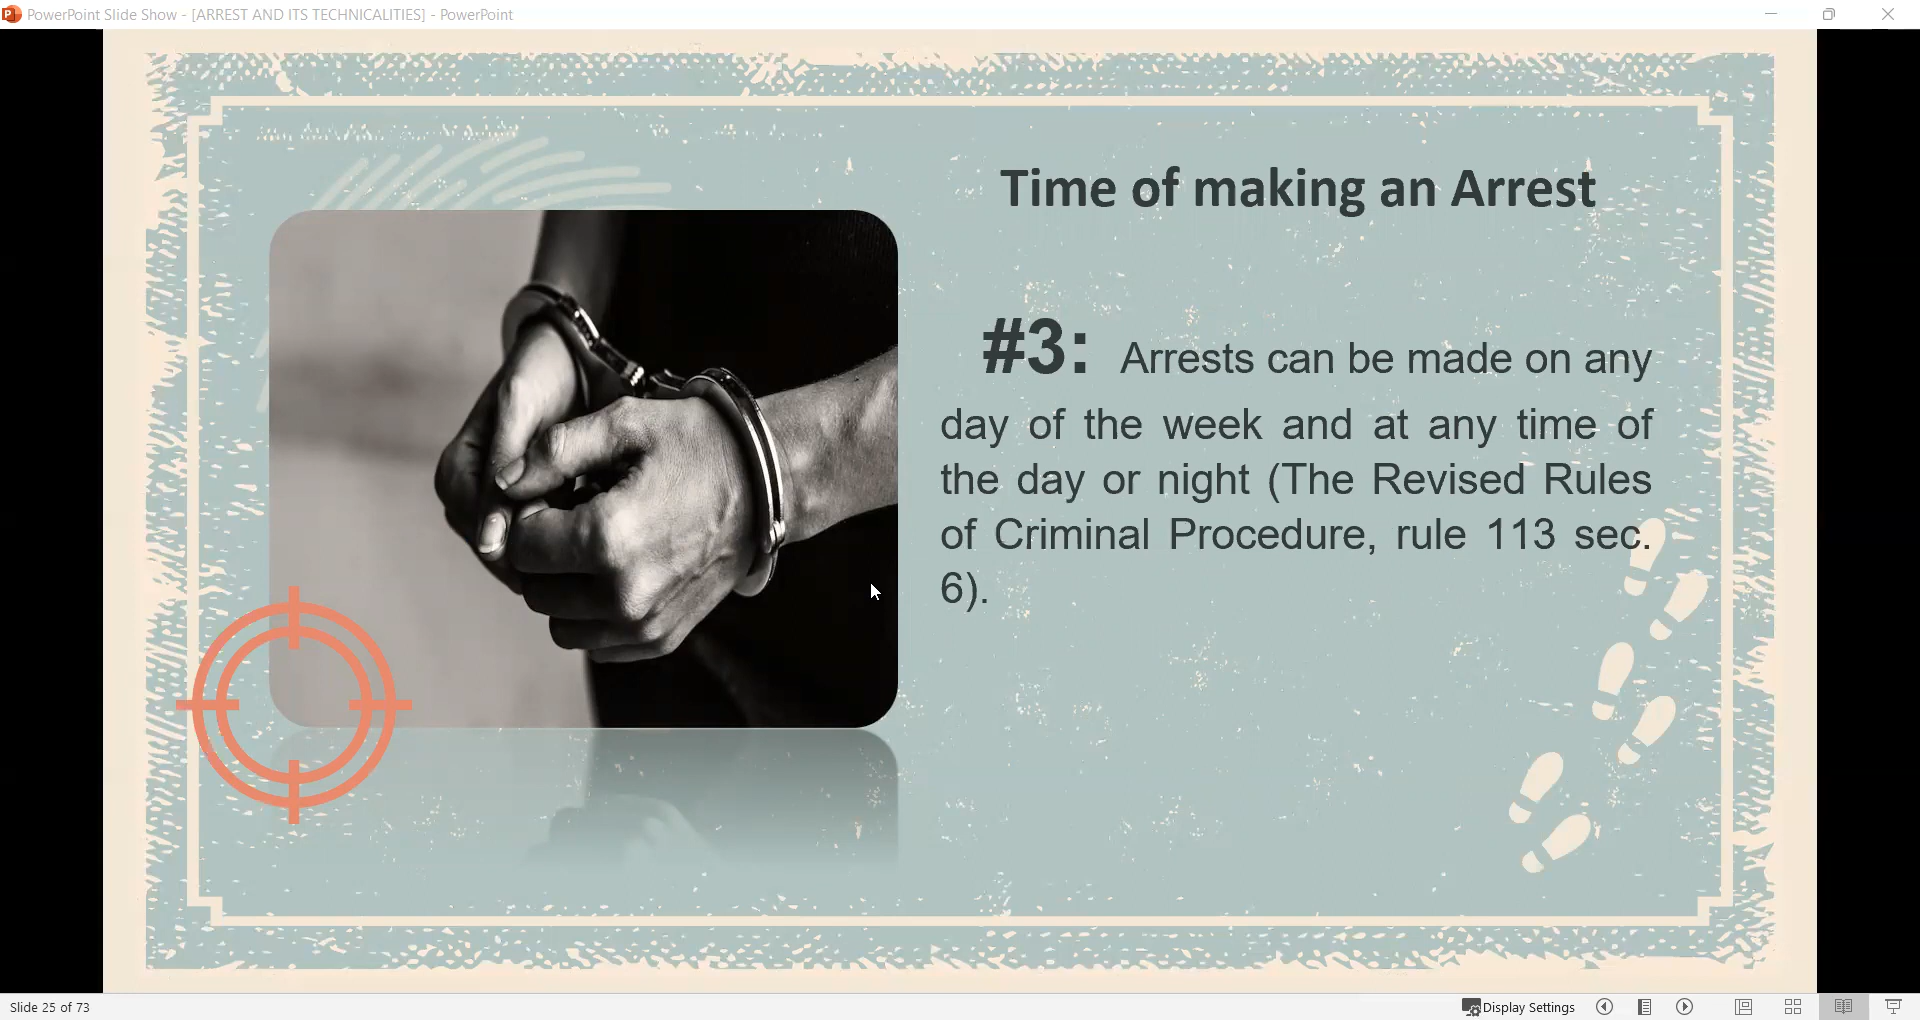 PowerPoint Slide Show - [ARREST AND ITS TECHNICALITIES] - PowerPoint
Time of making an Arrest
#3: Arrests can be made on any
day of the week and at any time of
the day or night (The Revised Rules
of Criminal Procedure, rule 113 sec.
6).
Slide 25 of 73
Display Settings